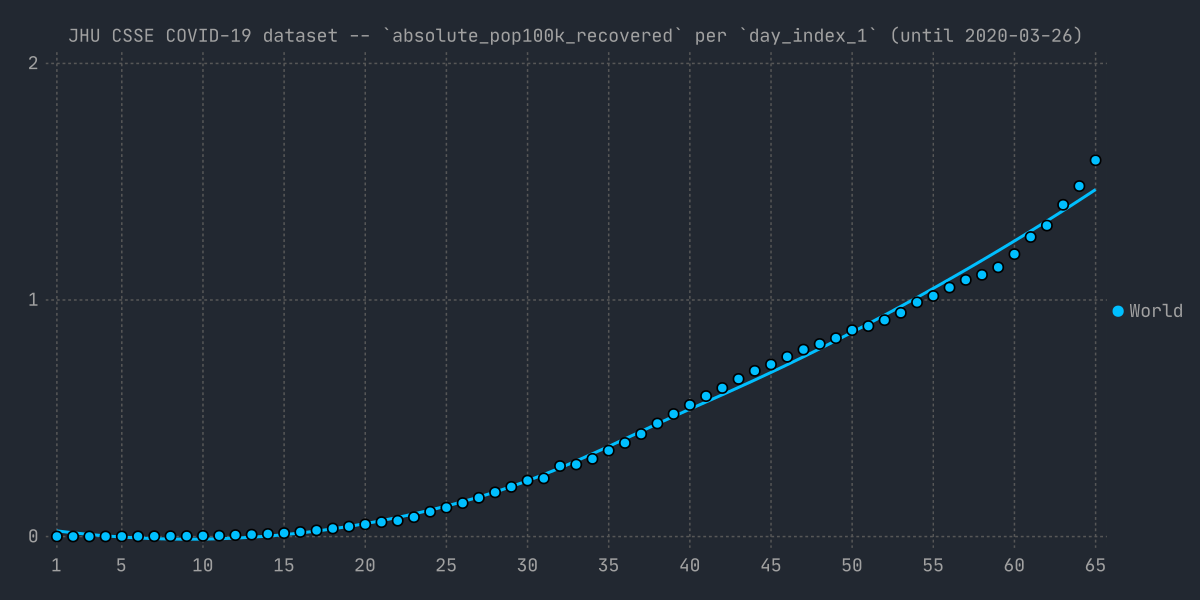 JHU CSSE COVID-19 dataset -- `absolute_pop100k_recovered` per `day_index_1` (until 2020-03-26)
2
1
0
World
1 5 10 15 20 25 30 35 40 45 50 55 60 65